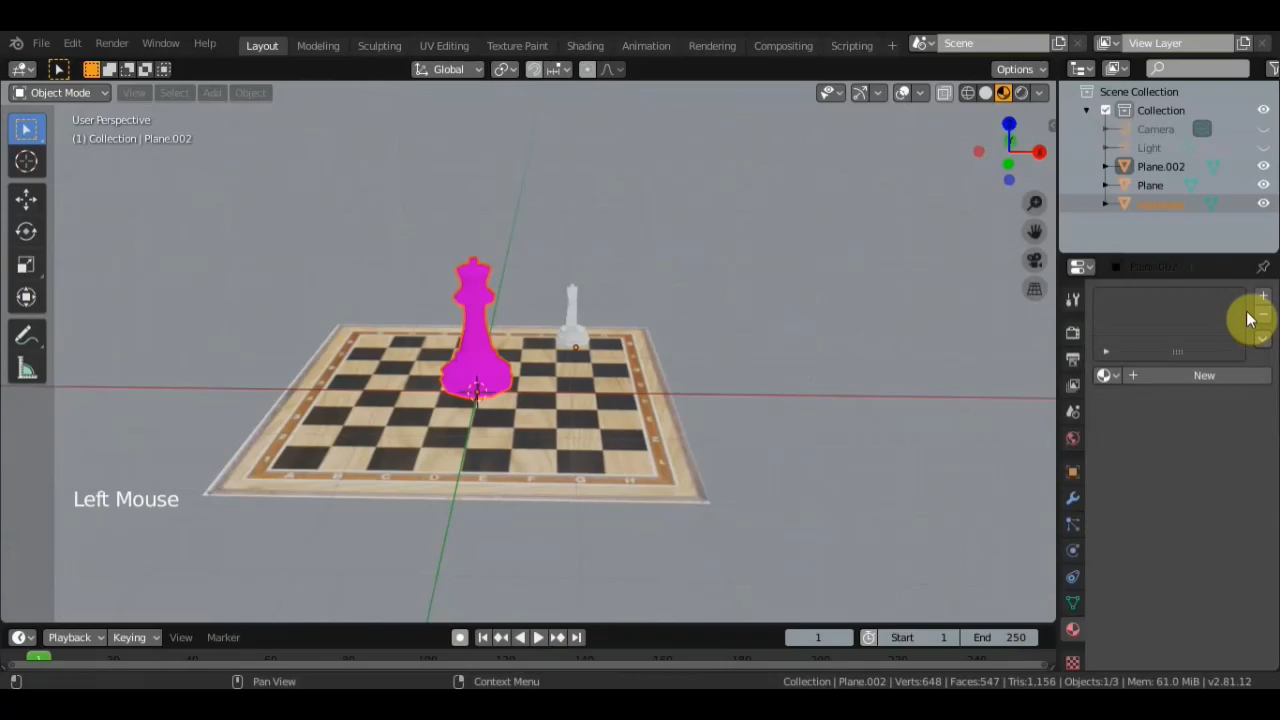 File Edit Render Window Help Layout Modeling Sculpting UV Editing Texture Paint Shading Animation Rendering Compositing Scripting + Scene View Layer
Global Options
Object Mode View Select Add Object
User Perspective
(1) Collection | Plane.002
Left Mouse
Scene Collection
Collection
Camera
Light
Plane.002
Plane
Plane.002
New
Playback Keying View Marker 1 Start 1 End 250
1
Pan View Context Menu Collection | Plane.002 | Verts:648 | Faces:547 | Tris:1,156 | Objects:1/3 | Mem: 61.0 MiB | v2.81.12